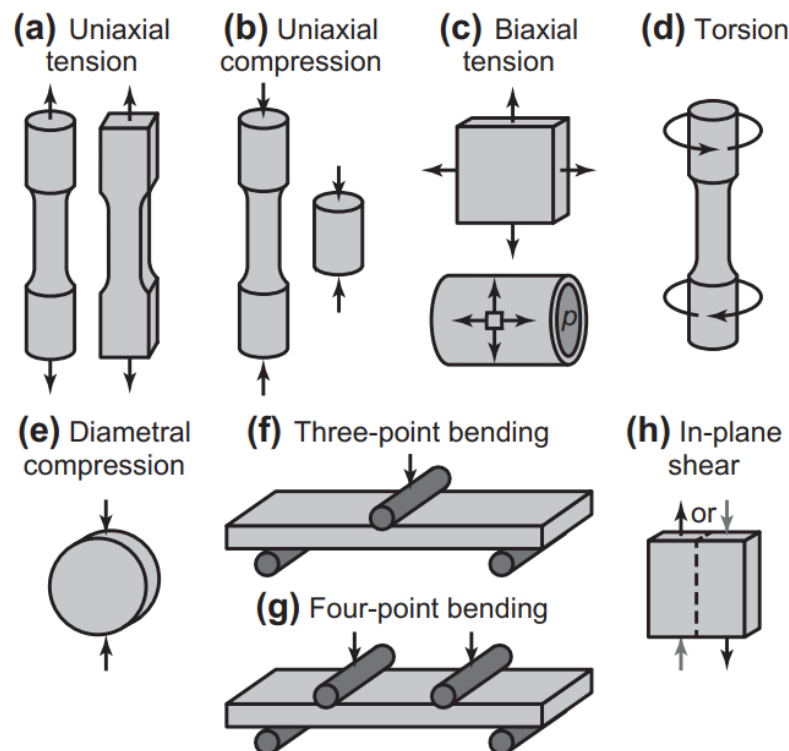 (a) Uniaxial
tension
(b) Uniaxial
compression
(c) Biaxial
tension
(d) Torsion
p
(e) Diametral
compression
(f) Three-point bending
(g) Four-point bending
(h) In-plane
shear
or